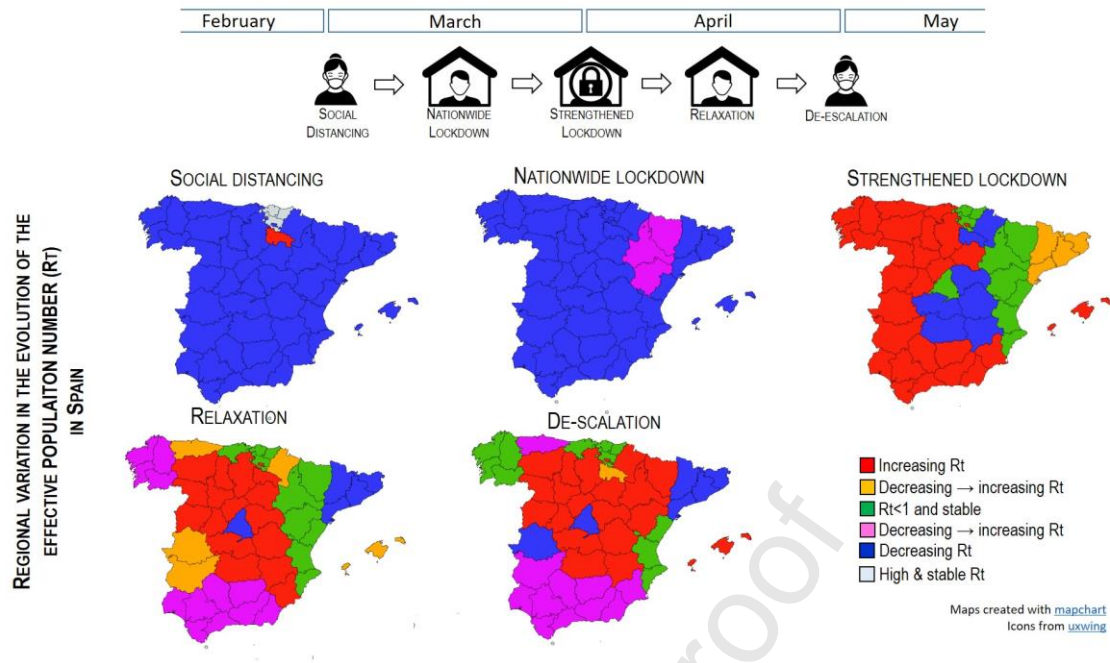 February
March
April
May
SOCIAL
DISTANCING
NATIONWIDE
LOCKDOWN
STRENGTHENED
LOCKDOWN
RELAXATION
DE-ESCALATION
REGIONAL VARIATION IN THE EVOLUTION OF THE
EFFECTIVE POPULAITON NUMBER (RT)
IN SPAIN
SOCIAL DISTANCING
NATIONWIDE LOCKDOWN
STRENGTHENED LOCKDOWN
RELAXATION
DE-SCALATION
Increasing Rt
Decreasing → increasing Rt
Rt<1 and stable
Decreasing → increasing Rt
Decreasing Rt
High & stable Rt
Maps created with mapchart
Icons from uxwing
roof